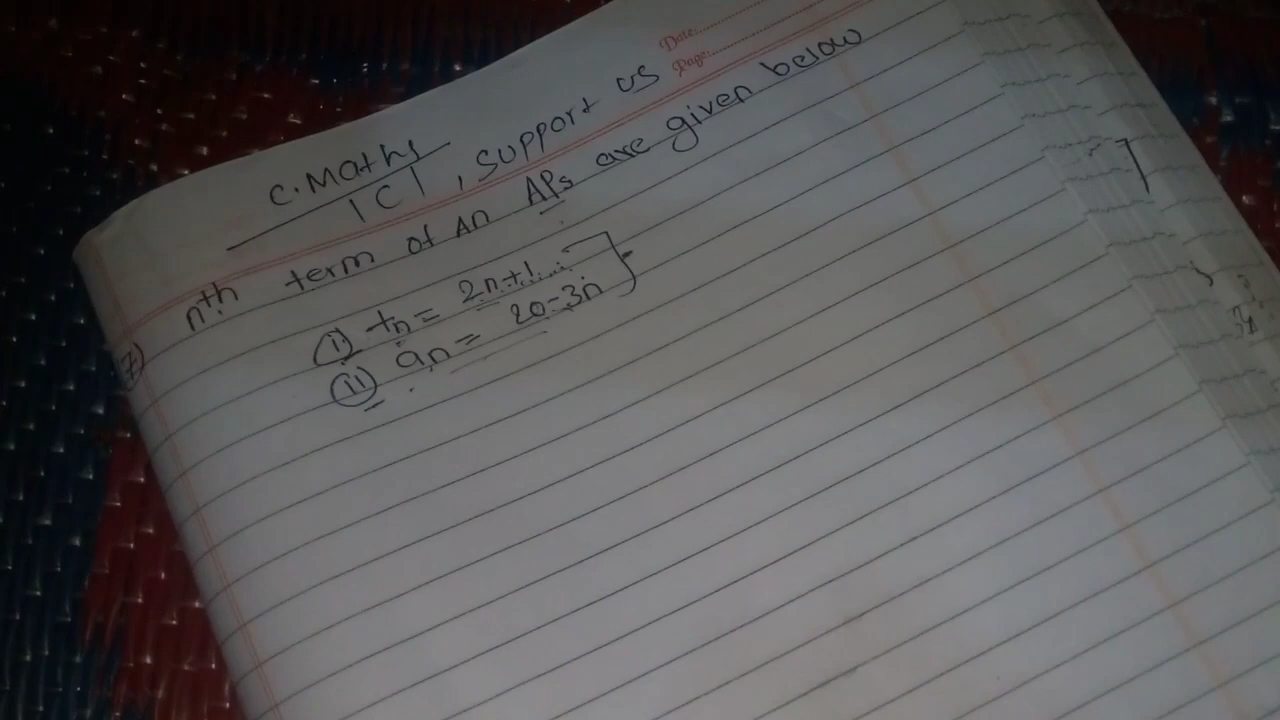 Date:
Page:
C.Maths
ICI, support us
7) nth term of An APs are given below
(i) tn = 2n+1...
(ii) an = 20-3n